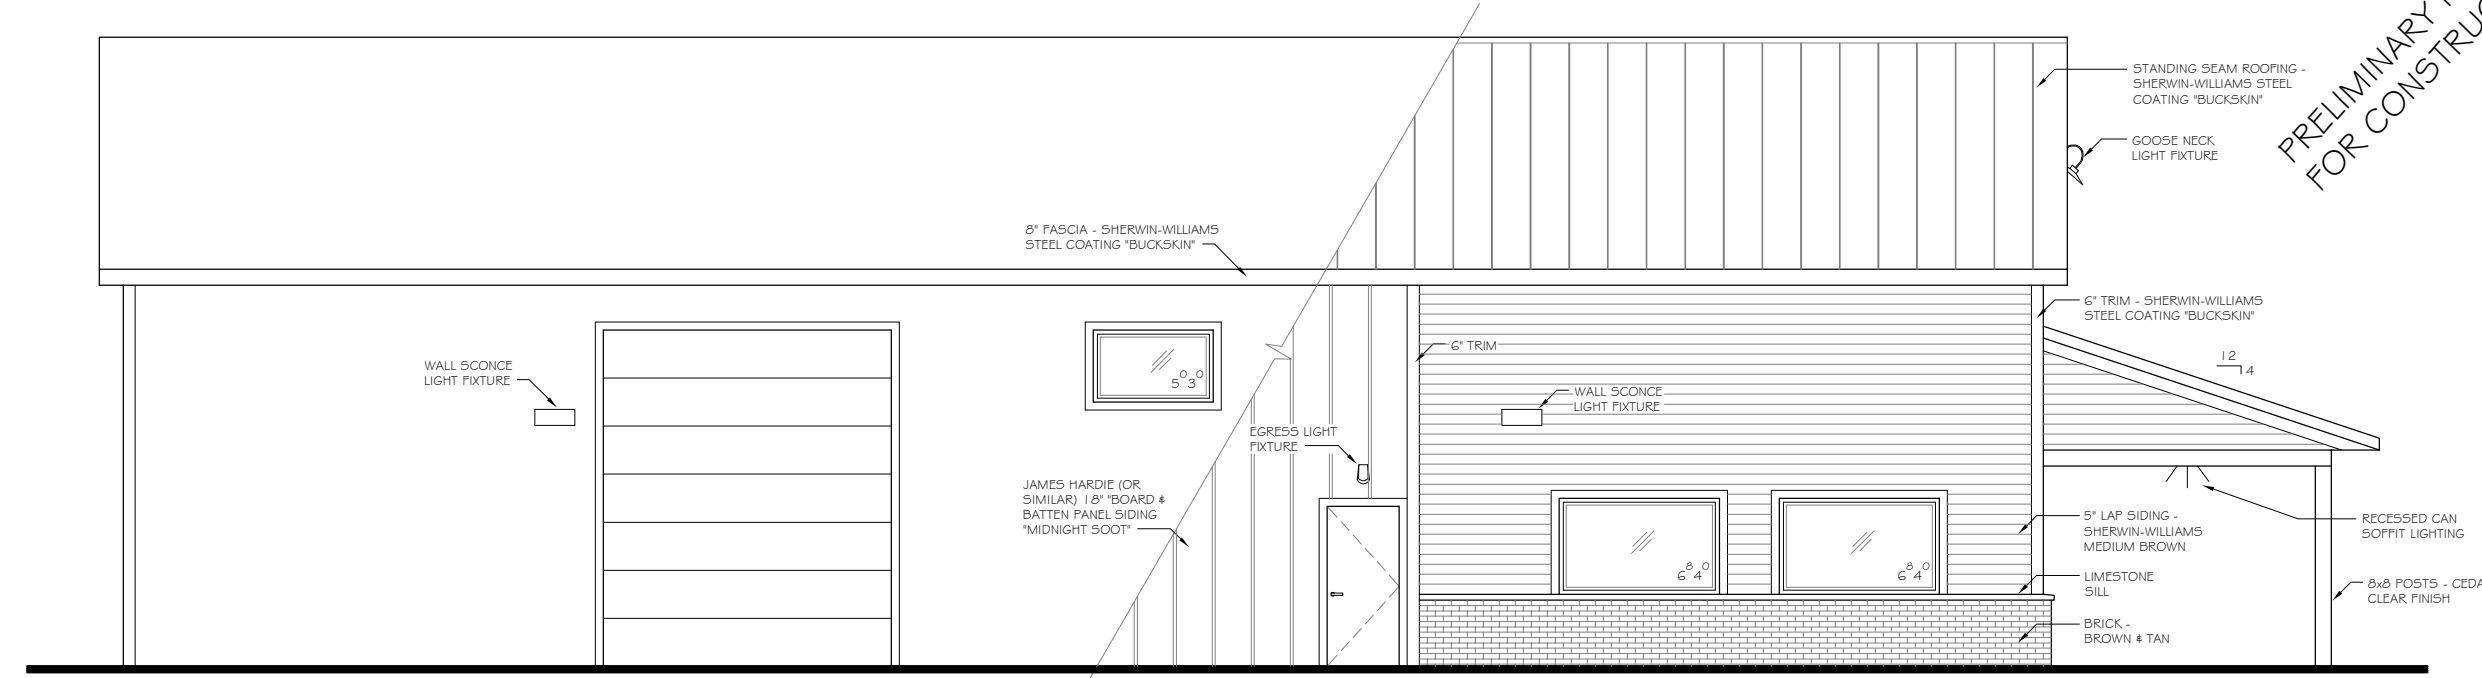 PRELIMINARY
FOR
STANDING SEAM ROOFING -
SHERWIN-WILLIAMS STEEL
COATING "BUCKSKIN"
GOOSE NECK
LIGHT FIXTURE
8" FASCIA - SHERWIN-WILLIAMS
STEEL COATING "BUCKSKIN"
6" TRIM - SHERWIN-WILLIAMS
STEEL COATING "BUCKSKIN"
6" TRIM
12
4
WALL SCONCE
LIGHT FIXTURE
5⁰3⁰
WALL SCONCE
LIGHT FIXTURE
EGRESS LIGHT
FIXTURE
JAMES HARDIE (OR
SIMILAR) 18" "BOARD &
BATTEN PANEL SIDING
"MIDNIGHT SOOT"
6⁸4⁰
6⁸4⁰
5" LAP SIDING -
SHERWIN-WILLIAMS
MEDIUM BROWN
RECESSED CAN
SOFFIT LIGHTING
LIMESTONE
SILL
8x8 POSTS -
CLEAR FINISH
BRICK -
BROWN & TAN